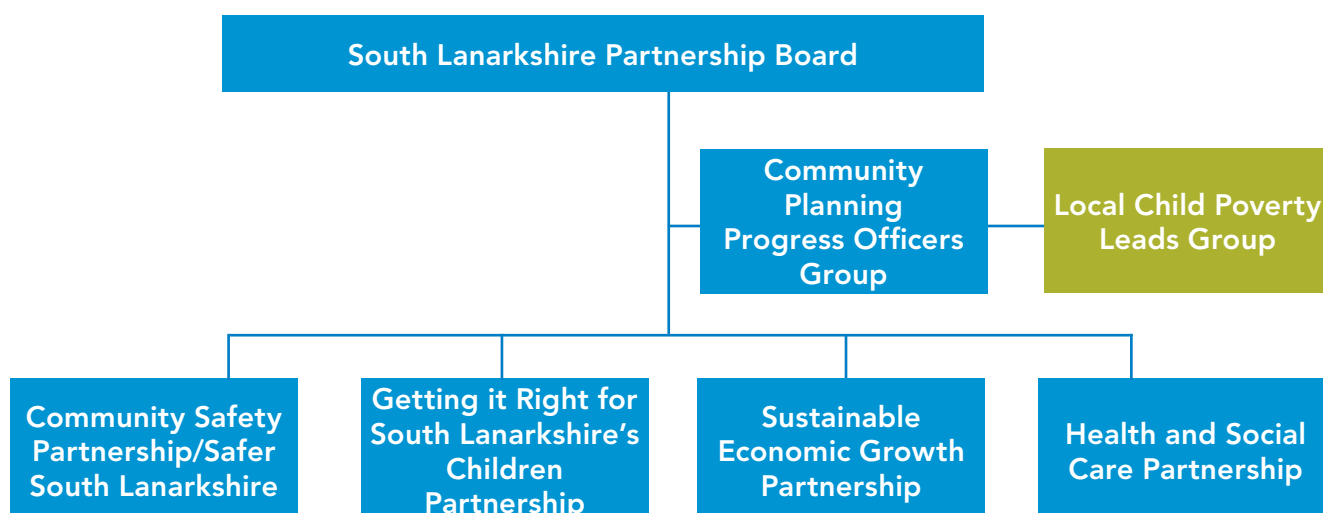 South Lanarkshire Partnership Board
Community
Planning
Progress Officers
Group
Local Child Poverty
Leads Group
Community Safety
Partnership/Safer
South Lanarkshire
Getting it Right for
South Lanarkshire’s
Children
Partnership
Sustainable
Economic Growth
Partnership
Health and Social
Care Partnership